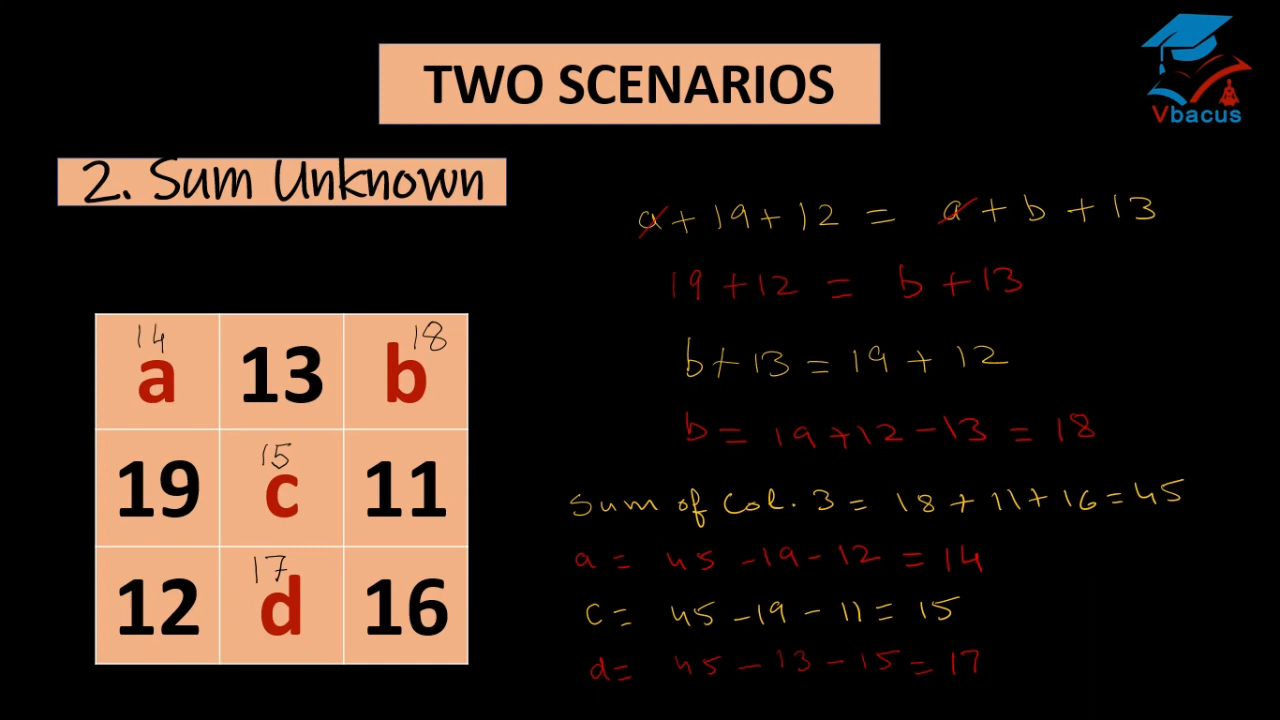 TWO SCENARIOS
Vbacus
2. Sum Unknown
a + 19 + 12 = a + b + 13
19 + 12 = b + 13
b + 13 = 19 + 12
b = 19 + 12 - 13 = 18
Sum of Col. 3 = 18 + 11 + 16 = 45
a = 45 - 19 - 12 = 14
c = 45 - 19 - 11 = 15
d = 45 - 13 - 15 = 17
14 18
a 13 b
15
19 c 11
17
12 d 16